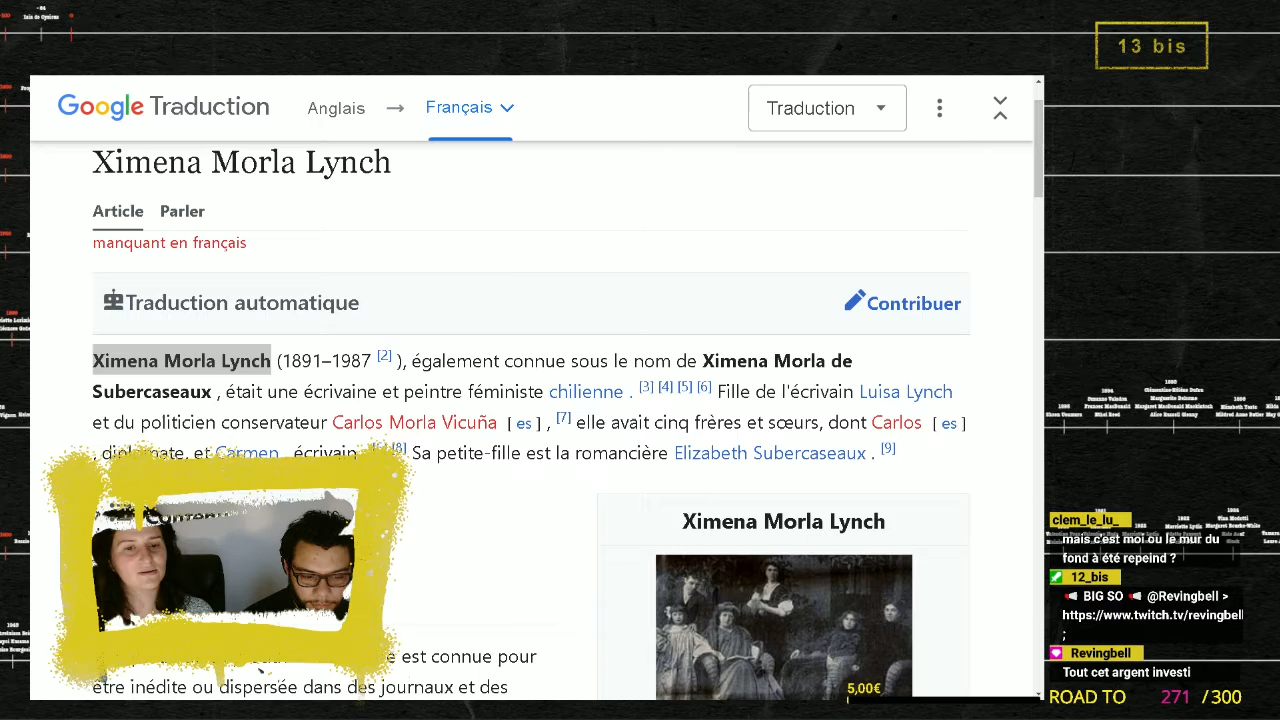 13 bis
Google Traduction
Anglais
→
Français
Traduction
Ximena Morla Lynch
Article
Parler
manquant en français
Traduction automatique
Contribuer
Ximena Morla Lynch (1891–1987 [2] ), également connue sous le nom de Ximena Morla de
Subercaseaux , était une écrivaine et peintre féministe chilienne . [3] [4] [5] [6] Fille de l'écrivain Luisa Lynch
et du politicien conservateur Carlos Morla Vicuña [ es ] , [7] elle avait cinq frères et sœurs, dont Carlos [ es ]
, diplomate, et Carmen , écrivain. [8] Sa petite-fille est la romancière Elizabeth Subercaseaux . [9]
Ximena Morla Lynch
e est connue pour
être inédite ou dispersée dans des journaux et des
5,00€
clem_le_lu_
mais c'est moi ou le mur du
fond à été repeind ?
12_bis
BIG SO @Revingbell >
https://www.twitch.tv/revingbell
;
Revingbell
Tout cet argent investi
ROAD TO 271 /300